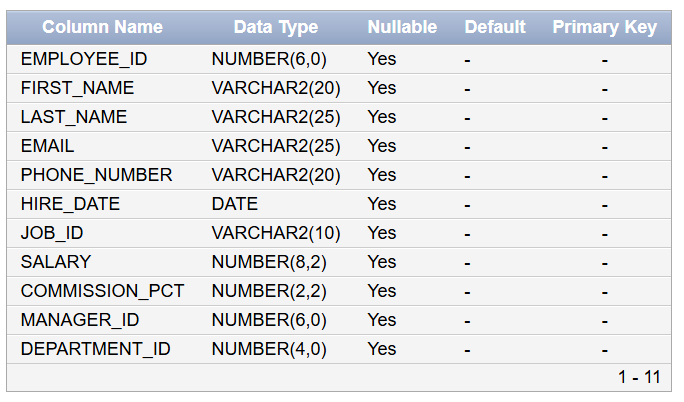 Column Name Data Type Nullable Default Primary Key
EMPLOYEE_ID NUMBER(6,0) Yes - -
FIRST_NAME VARCHAR2(20) Yes - -
LAST_NAME VARCHAR2(25) Yes - -
EMAIL VARCHAR2(25) Yes - -
PHONE_NUMBER VARCHAR2(20) Yes - -
HIRE_DATE DATE Yes - -
JOB_ID VARCHAR2(10) Yes - -
SALARY NUMBER(8,2) Yes - -
COMMISSION_PCT NUMBER(2,2) Yes - -
MANAGER_ID NUMBER(6,0) Yes - -
DEPARTMENT_ID NUMBER(4,0) Yes - -
1 - 11